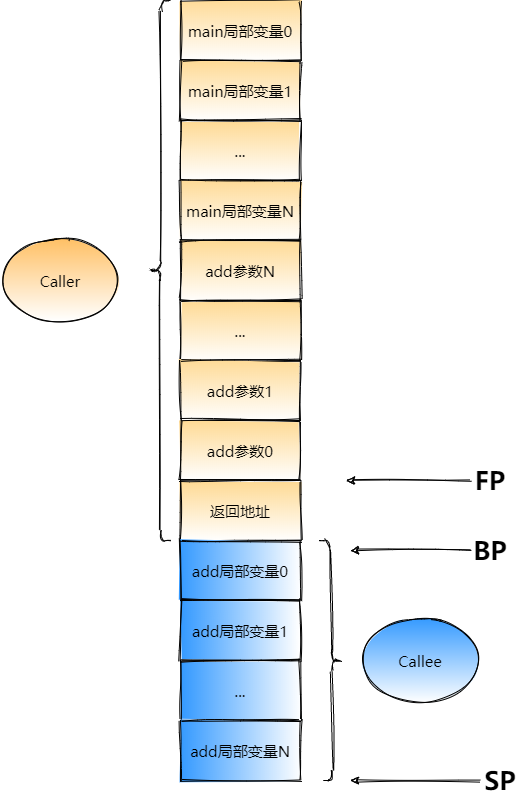 main局部变量0
main局部变量1
...
main局部变量N
Caller
add参数N
...
add参数1
add参数0
FP
返回地址
BP
add局部变量0
add局部变量1
Callee
...
add局部变量N
SP